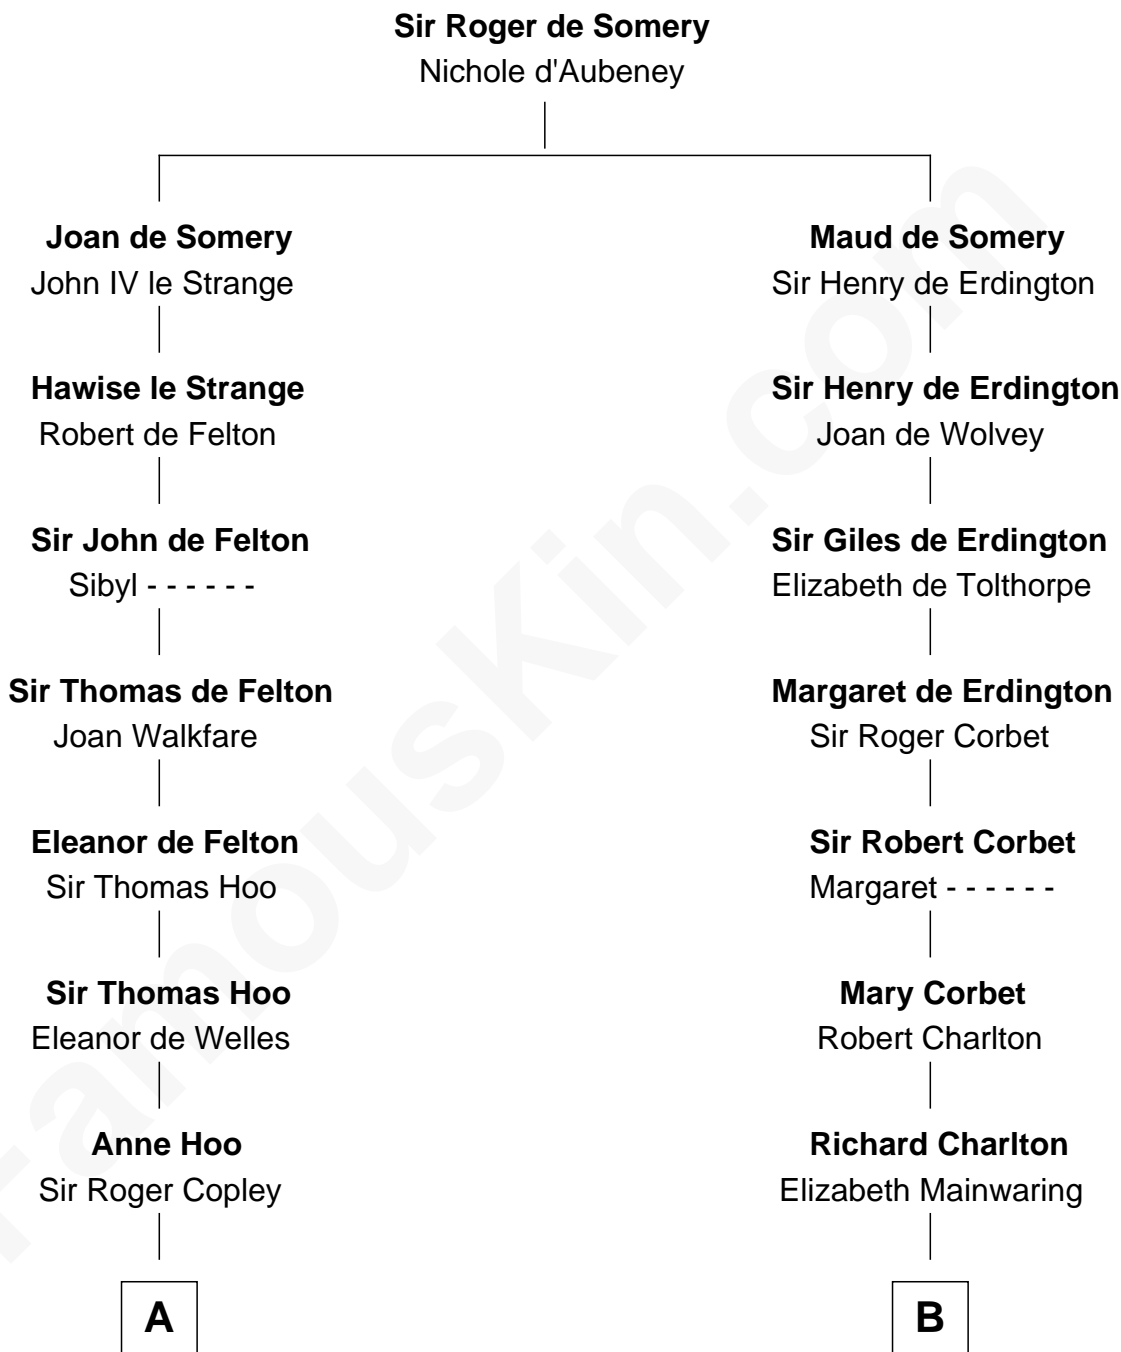 Sir Roger de Somery
Nichole d'Aubeney
Joan de Somery
John IV le Strange
Maud de Somery
Sir Henry de Erdington
Hawise le Strange
Robert de Felton
Sir Henry de Erdington
Joan de Wolvey
Sir John de Felton
Sibyl - - - - - -
Sir Giles de Erdington
Elizabeth de Tolthorpe
Sir Thomas de Felton
Joan Walkfare
Margaret de Erdington
Sir Roger Corbet
Eleanor de Felton
Sir Thomas Hoo
Sir Robert Corbet
Margaret - - - - - -
Sir Thomas Hoo
Eleanor de Welles
Mary Corbet
Robert Charlton
Anne Hoo
Sir Roger Copley
Richard Charlton
Elizabeth Mainwaring
A
B
FamousKin.com